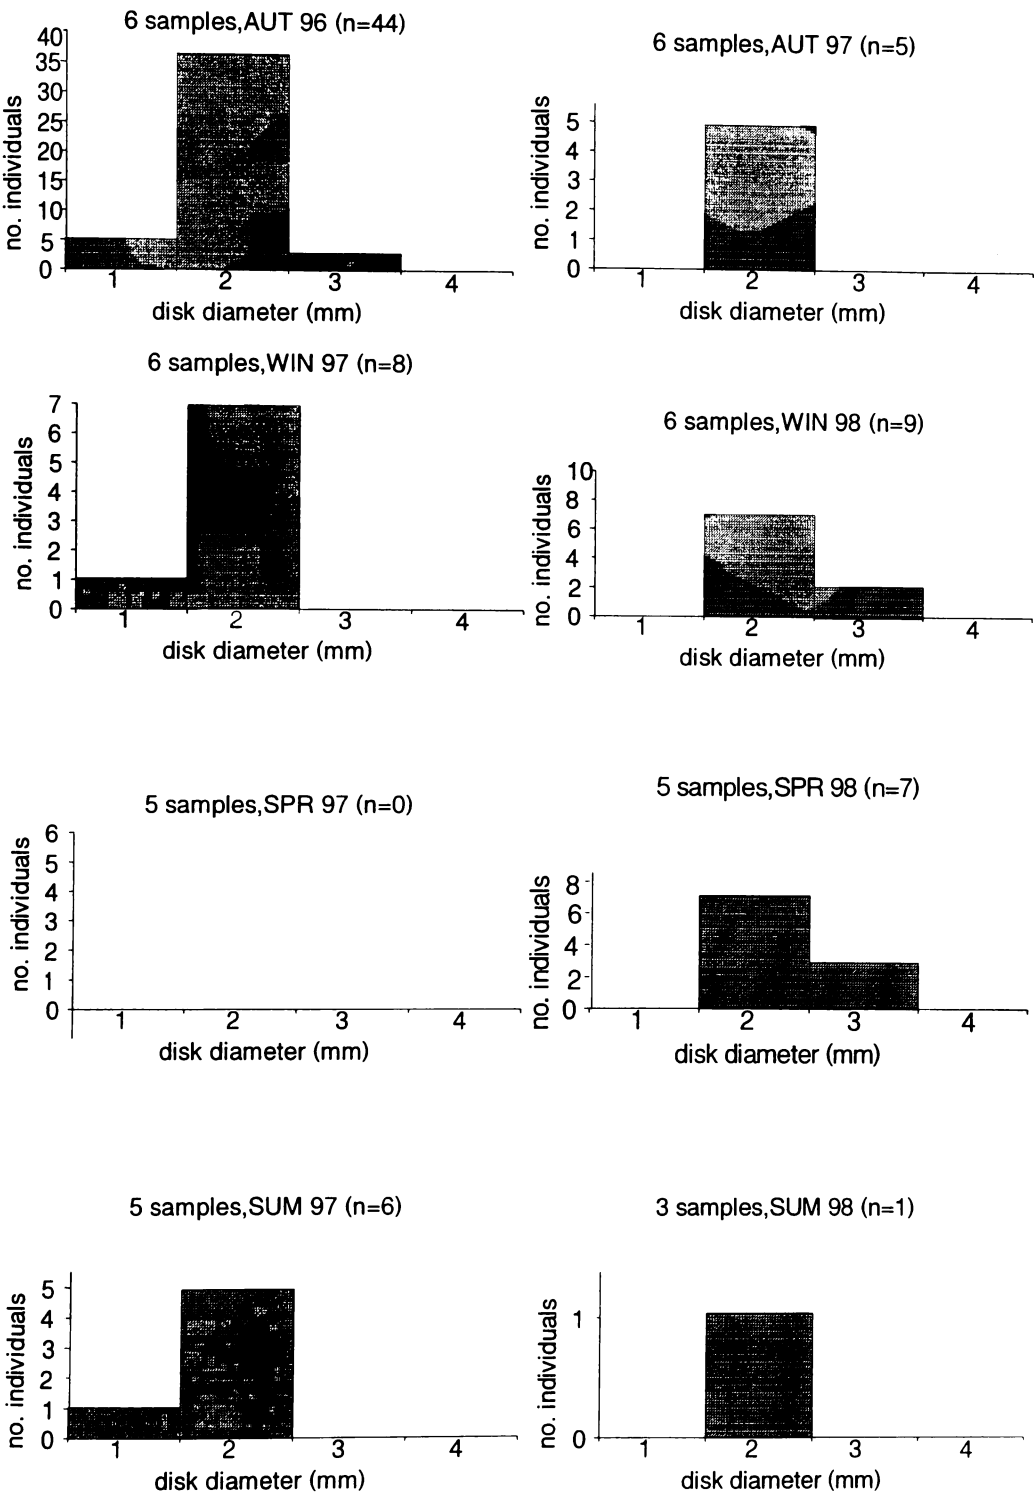 6 samples,AUT 96 (n=44)
no. individuals
40
35
30
25
20
15
10
5
0
1 2 3 4
disk diameter (mm)
6 samples,AUT 97 (n=5)
no. individuals
5
4
3
2
1
0
1 2 3 4
disk diameter (mm)
6 samples,WIN 97 (n=8)
no. individuals
7
6
5
4
3
2
1
0
1 2 3 4
disk diameter (mm)
6 samples,WIN 98 (n=9)
no. individuals
10
8
6
4
2
0
1 2 3 4
disk diameter (mm)
5 samples,SPR 97 (n=0)
no. individuals
6
5
4
3
2
1
0
1 2 3 4
disk diameter (mm)
5 samples,SPR 98 (n=7)
no. individuals
8
6
4
2
0
1 2 3 4
disk diameter (mm)
5 samples,SUM 97 (n=6)
no. individuals
5
4
3
2
1
0
1 2 3 4
disk diameter (mm)
3 samples,SUM 98 (n=1)
no. individuals
1
0
1 2 3 4
disk diameter (mm)